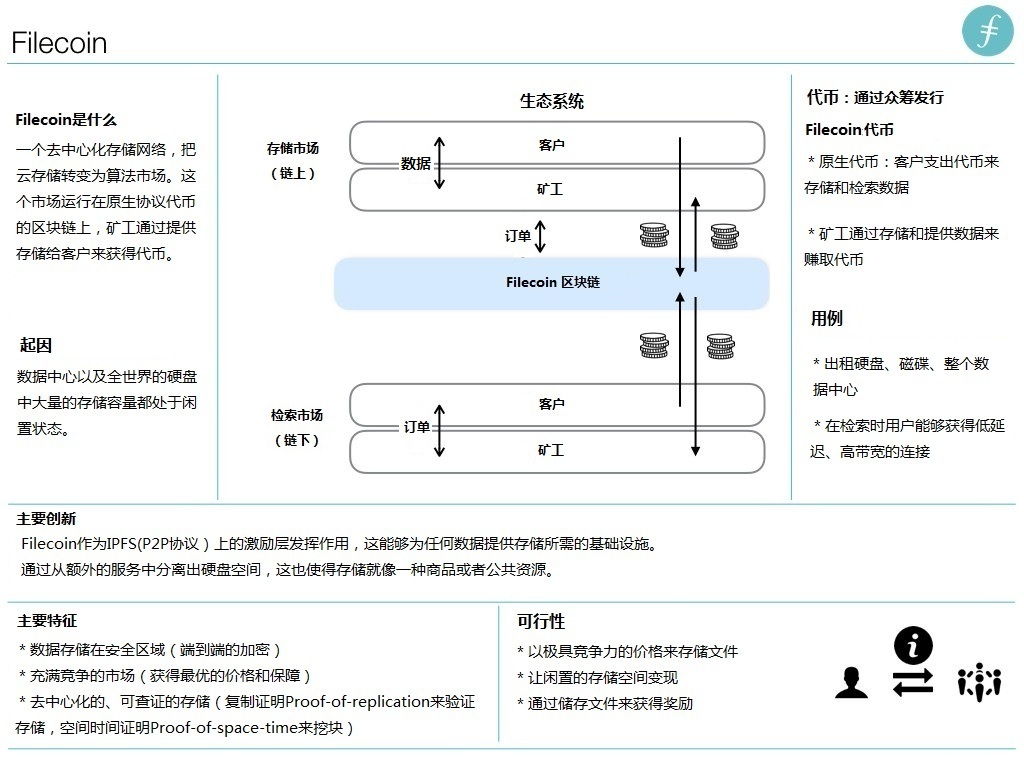 Filecoin
Filecoin是什么
一个去中心化存储网络，把
云存储转变为算法市场。这
个市场运行在原生协议代币
的区块链上，矿工通过提供
存储给客户来获得代币。
起因
数据中心以及全世界的硬盘
中大量的存储容量都处于闲
置状态。
生态系统
存储市场
（链上）
客户
数据
矿工
订单
Filecoin 区块链
检索市场
（链下）
客户
订单
矿工
代币：通过众筹发行
Filecoin代币
* 原生代币：客户支出代币来
存储和检索数据
* 矿工通过存储和提供数据来
赚取代币
用例
* 出租硬盘、磁碟、整个数
据中心
* 在检索时用户能够获得低延
迟、高带宽的连接
主要创新
Filecoin作为IPFS(P2P协议）上的激励层发挥作用，这能够为任何数据提供存储所需的基础设施。
通过从额外的服务中分离出硬盘空间，这也使得存储就像一种商品或者公共资源。
主要特征
* 数据存储在安全区域（端到端的加密）
* 充满竞争的市场（获得最优的价格和保障）
* 去中心化的、可查证的存储（复制证明Proof-of-replication来验证
存储，空间时间证明Proof-of-space-time来挖块）
可行性
* 以极具竞争力的价格来存储文件
* 让闲置的存储空间变现
* 通过储存文件来获得奖励